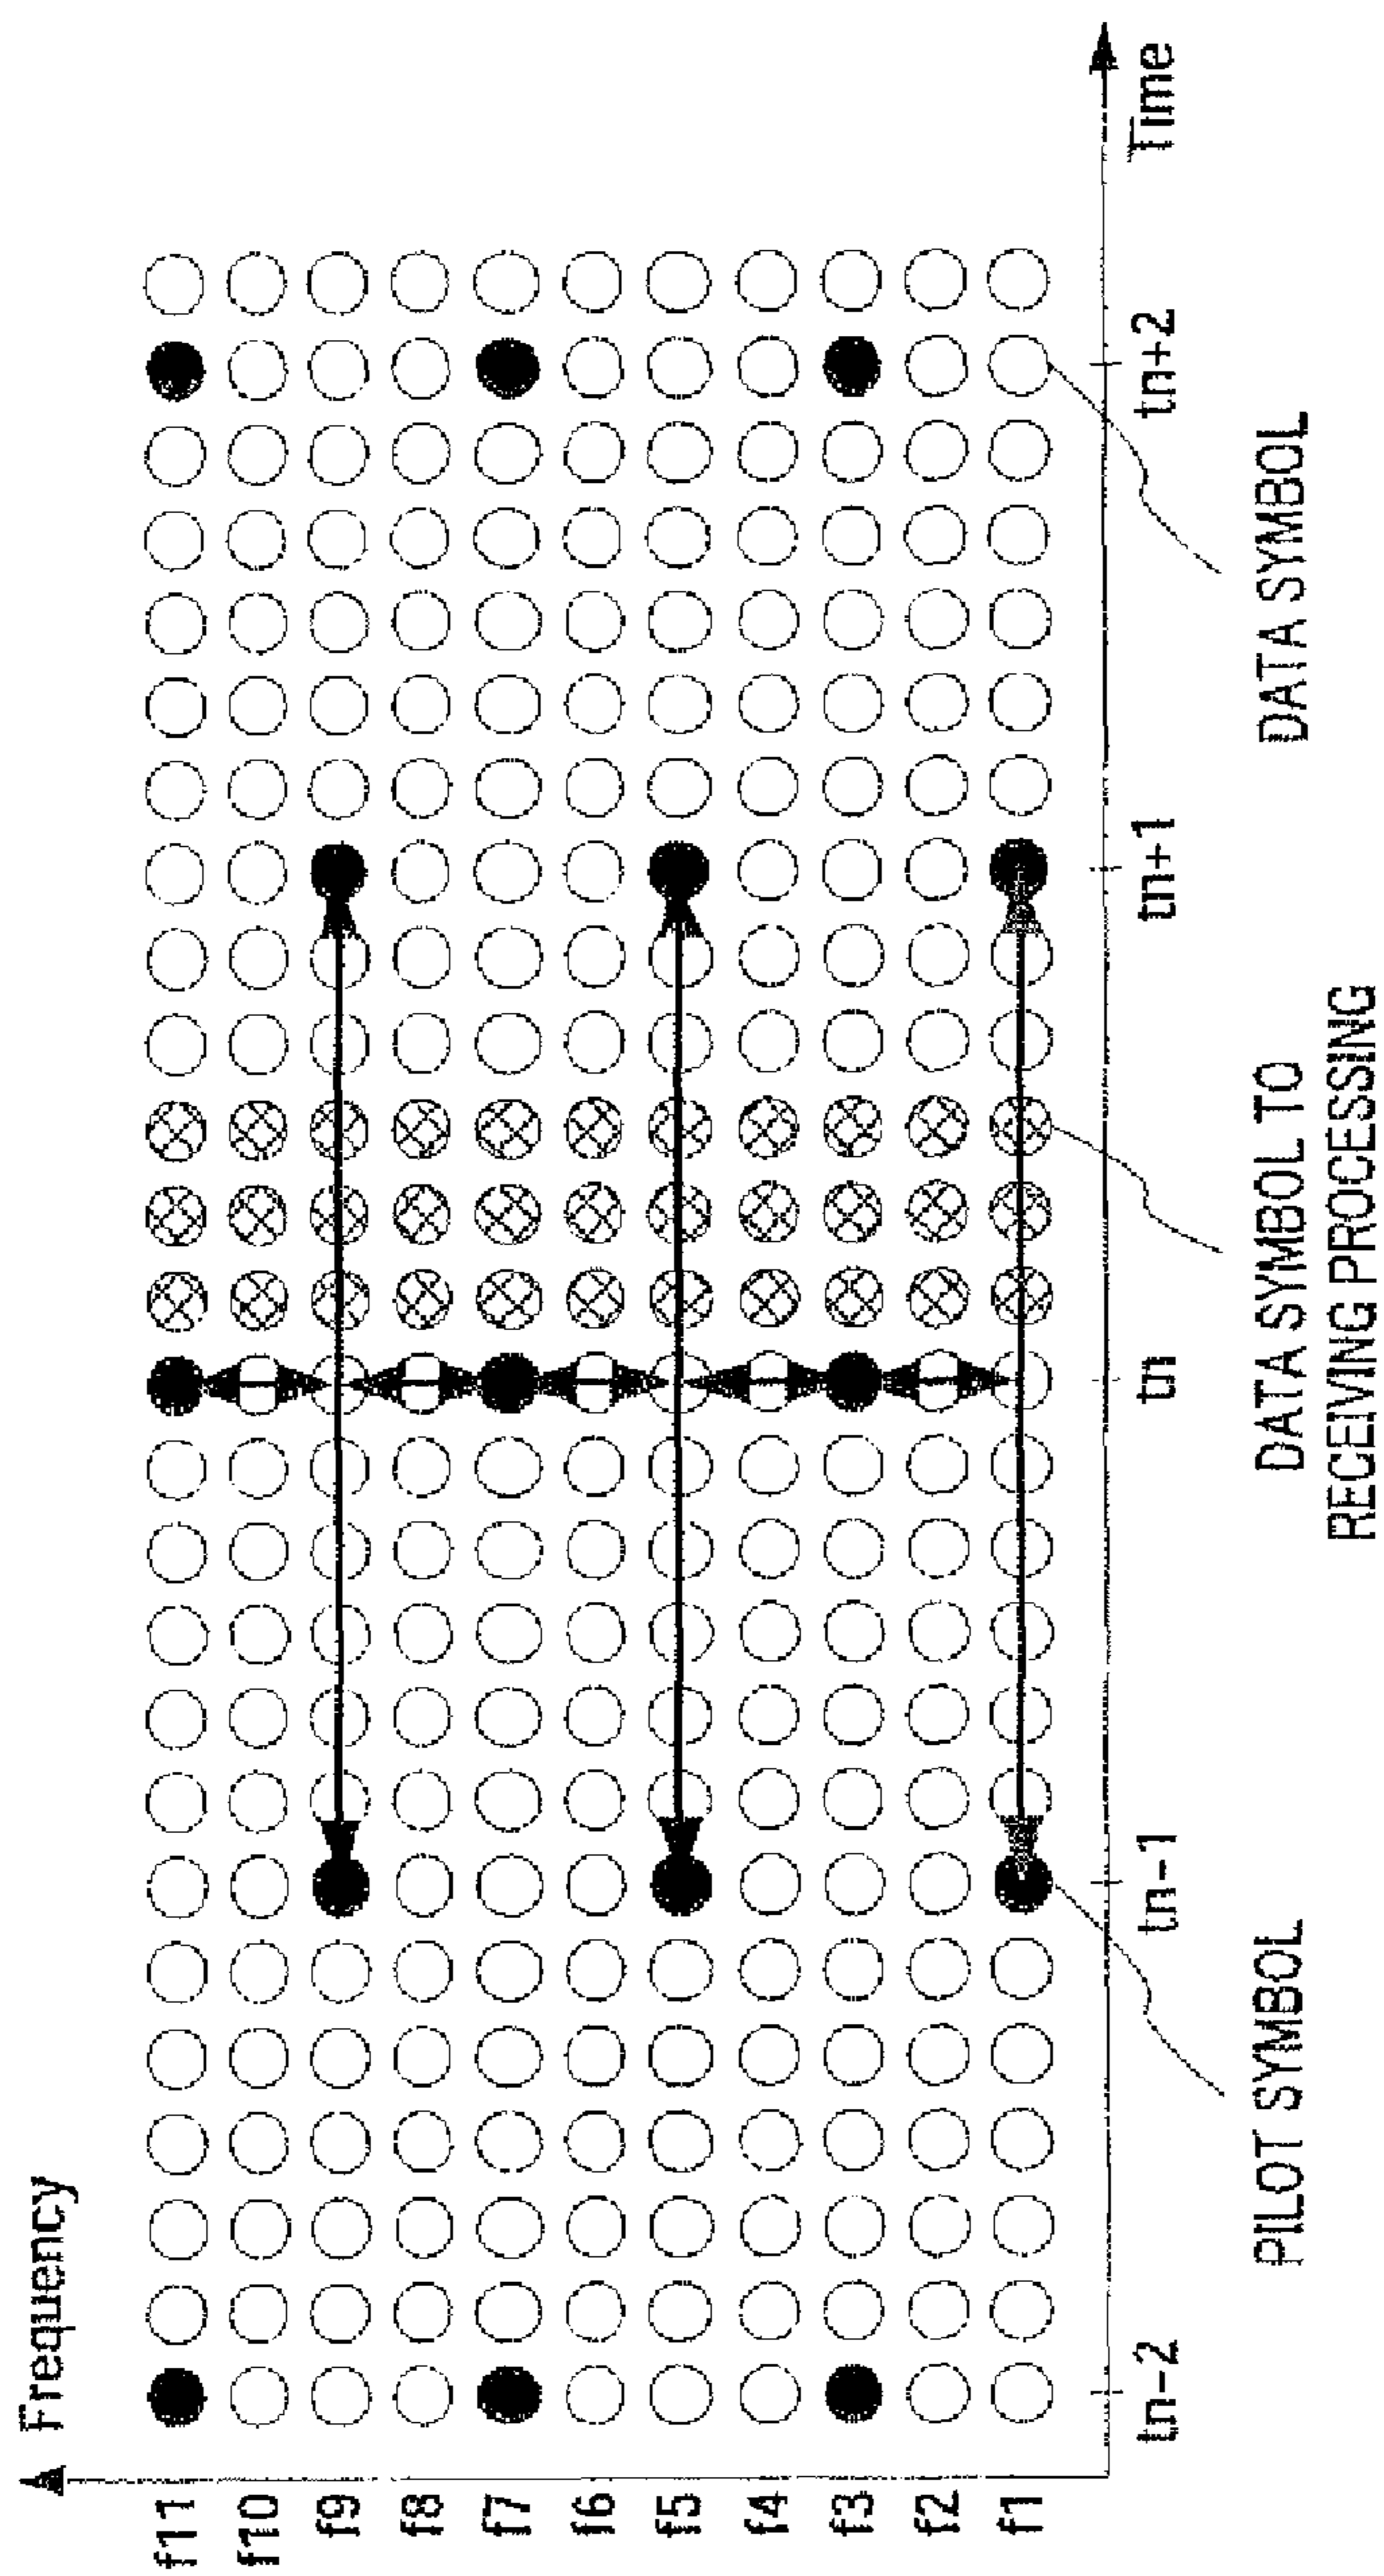 Frequency
f11
f10
f9
f8
f7
f6
f5
f4
f3
f2
f1
tn-2
tn-1
tn
tn+1
tn+2
Time
PILOT SYMBOL
DATA SYMBOL TO
RECEIVING PROCESSING
DATA SYMBOL